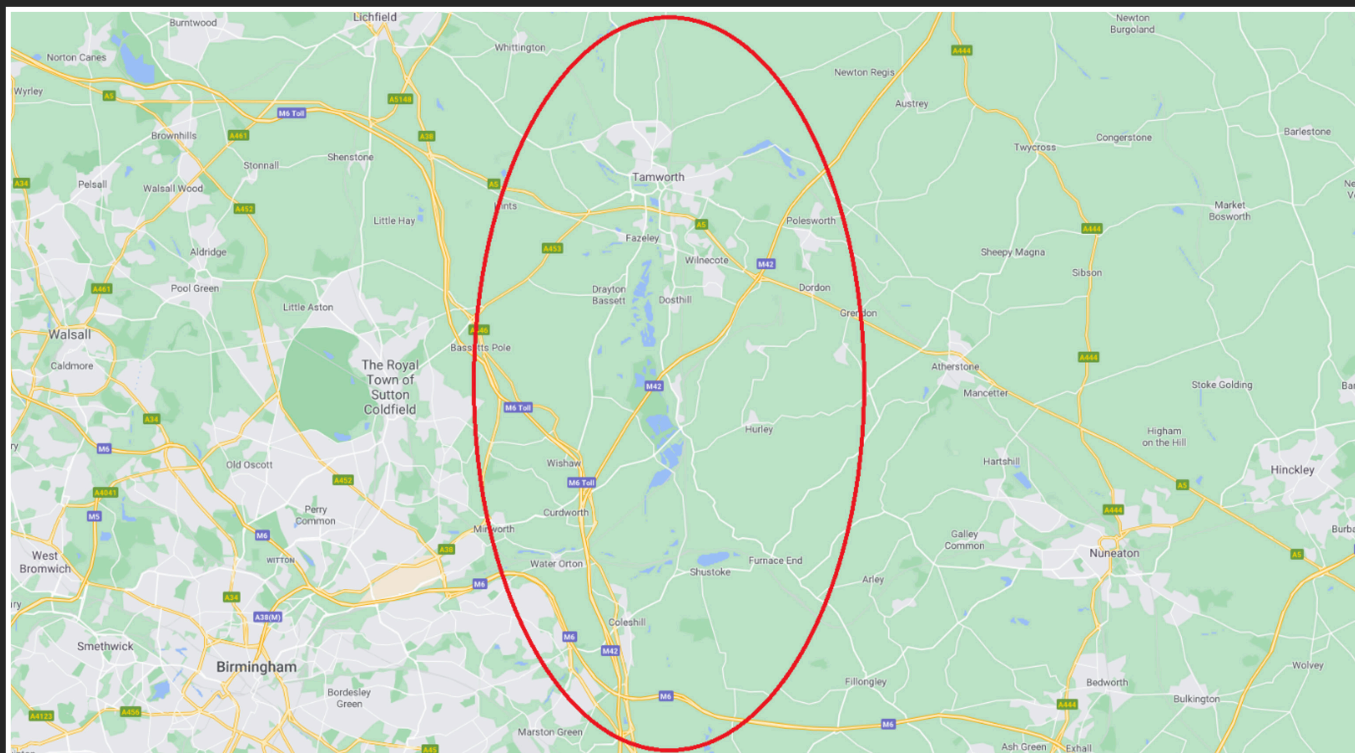 Burntwood
Lichfield
Newton
Burgoland
Norton Canes
Whittington
A444
Newton Regis
Wyrley
A5
A5148
M6 Toll
Austrey
Brownhills
A461
A38
Congerstone
Barlestone
Twycross
Stonnall
Shenstone
A34
Pelsall
Walsall Wood
Tamworth
A5
A452
Little Hay
Polesworth
Market
Bosworth
A5
A444
Fazeley
Aldridge
A453
Wilnecote
M42
Sheepy Magna
Sibson
Pool Green
A461
Drayton
Bassett
Dosthill
Dordon
Little Aston
Grendon
Walsall
Bassetts Pole
Caldmore
The Royal
Town of
Sutton
Coldfield
A444
Atherstone
M42
Stoke Golding
Mancetter
M6 Toll
A34
Hurley
Higham
on the Hill
M6
Old Oscott
Wishaw
Hartshill
Hinckley
A452
M6 Toll
A5
A4041
Perry
Common
Curdworth
A444
M5
Minworth
M6
Galley
Common
A38
Nuneaton
West
Bromwich
WITTON
Water Orton
Shustoke
Furnace End
A5
M6
Arley
A34
A38(M)
Coleshill
Smethwick
M6
M42
Birmingham
Wolvey
Bordesley
Green
Fillongley
Bedworth
M6
Bulkington
A444
A4123
A456
M6
Marston Green
A45
Ash Green
Exhall